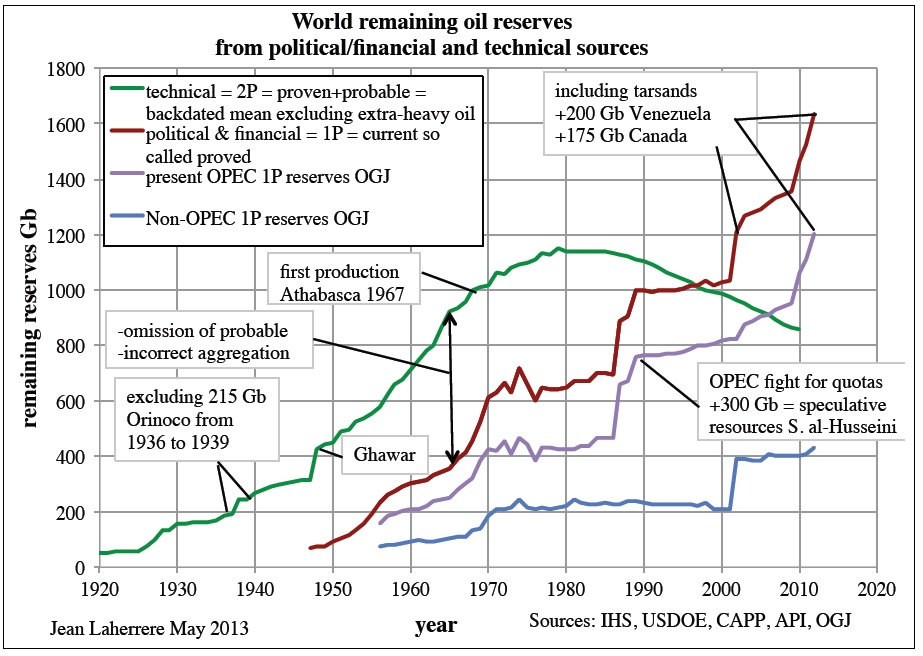 World remaining oil reserves
from political/financial and technical sources
1800
1600
1400
1200
1000
800
600
400
200
0
remaining reserves Gb
technical = 2P = proven+probable =
backdated mean excluding extra-heavy oil
political & financial = 1P = current so
called proved
present OPEC 1P reserves OGJ
Non-OPEC 1P reserves OGJ
including tarsands
+200 Gb Venezuela
+175 Gb Canada
first production
Athabasca 1967
-omission of probable
-incorrect aggregation
excluding 215 Gb
Orinoco from
1936 to 1939
Ghawar
OPEC fight for quotas
+300 Gb = speculative
resources S. al-Husseini
1920 1930 1940 1950 1960 1970 1980 1990 2000 2010 2020
Jean Laherrere May 2013
year
Sources: IHS, USDOE, CAPP, API, OGJ